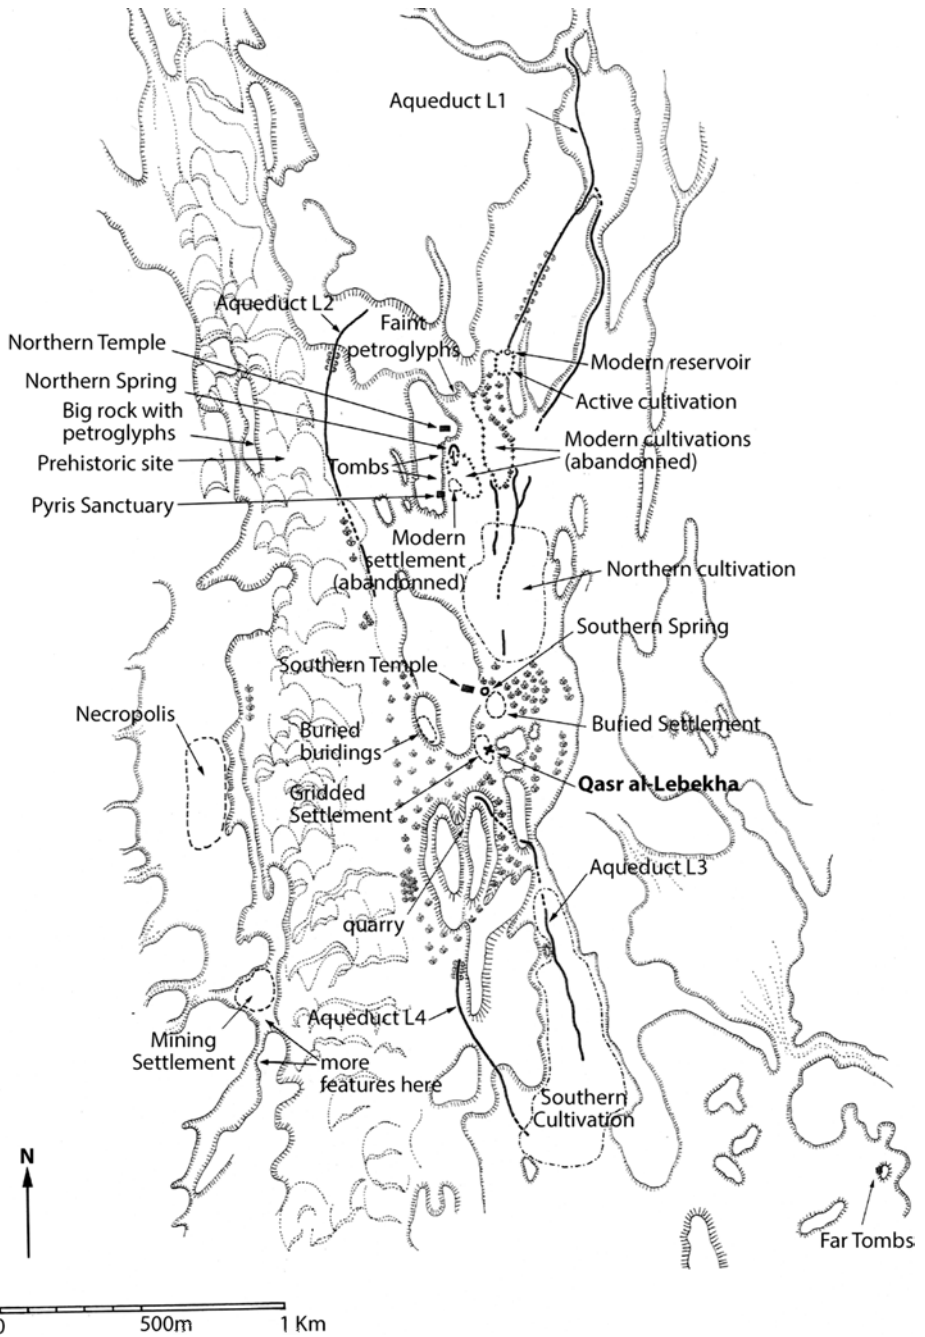 Aqueduct L1
Aqueduct L2
Faint
petroglyphs
Northern Temple
Modern reservoir
Northern Spring
Active cultivation
Big rock with
petroglyphs
Modern cultivations
(abandonned)
Prehistoric site
Tombs
Pyris Sanctuary
Modern
settlement
(abandonned)
Northern cultivation
Southern Spring
Southern Temple
Necropolis
Buried Settlement
Buried
buidings
Qasr al-Lebekha
Gridded
Settlement
Aqueduct L3
quarry
Aqueduct L4
Mining
Settlement
more
features here
Southern
Cultivation
N
Far Tombs
0 500m 1 Km